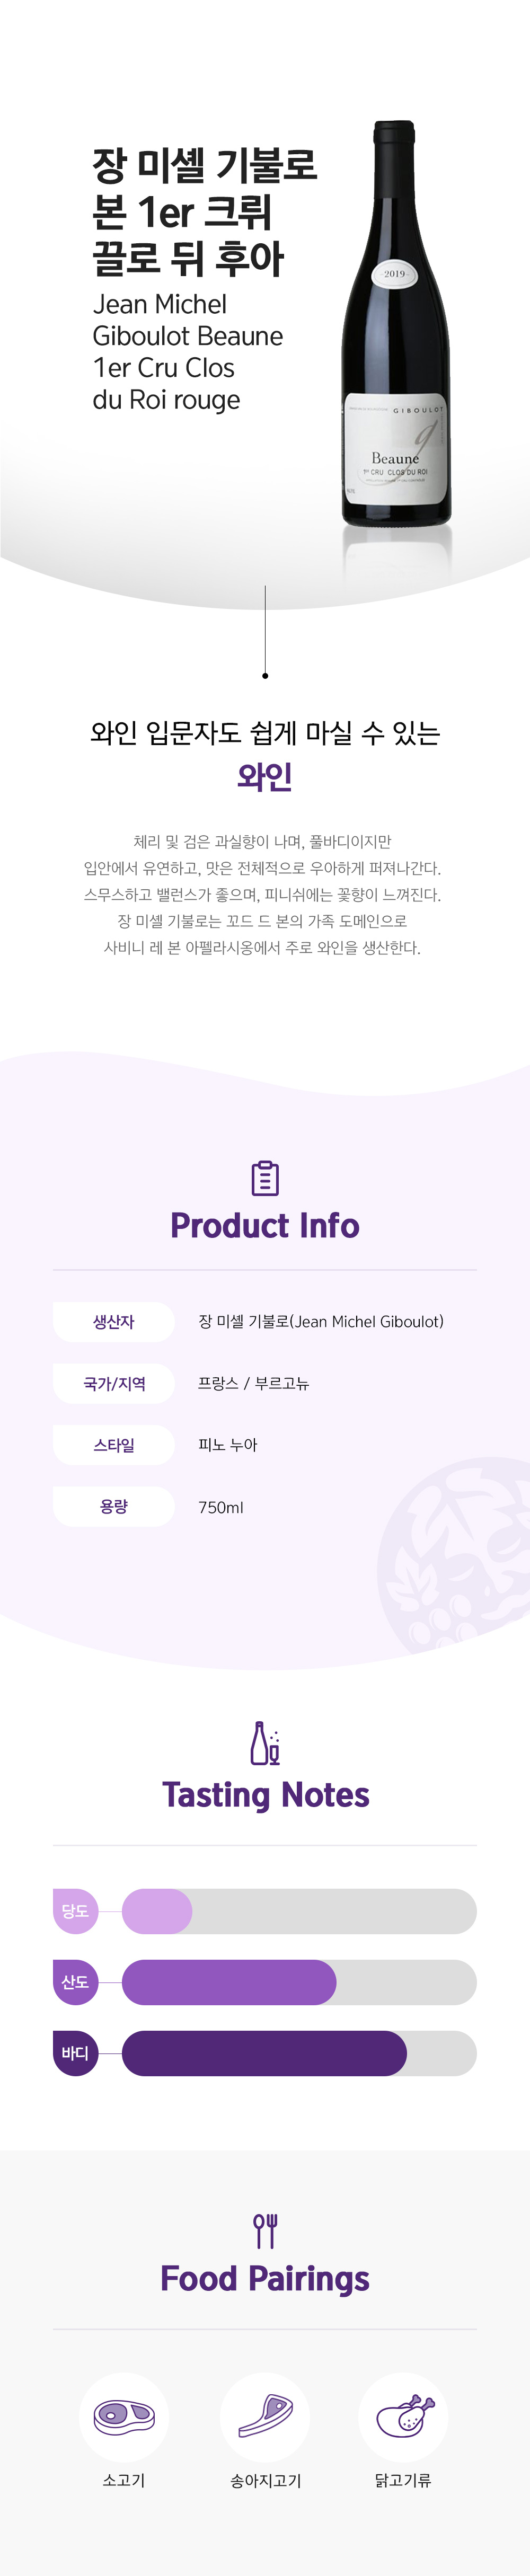 장 미셸 기불로
본 1er 크뤼
끌로 뒤 후아
Jean Michel
Giboulot Beaune
1er Cru Clos
du Roi rouge
2019
GIBOULOT
g
Beaune
1er CRU CLOS DU ROI
와인 입문자도 쉽게 마실 수 있는
와인
체리 및 검은 과실향이 나며, 풀바디이지만
입안에서 유연하고, 맛은 전체적으로 우아하게 퍼져나간다.
스무스하고 밸런스가 좋으며, 피니쉬에는 꽃향이 느껴진다.
장 미셸 기불로는 꼬드 드 본의 가족 도메인으로
사비니 레 본 아펠라시옹에서 주로 와인을 생산한다.
Product Info
생산자 장 미셸 기불로(Jean Michel Giboulot)
국가/지역 프랑스 / 부르고뉴
스타일 피노 누아
용량 750ml
Tasting Notes
당도
산도
바디
Food Pairings
소고기 송아지고기 닭고기류